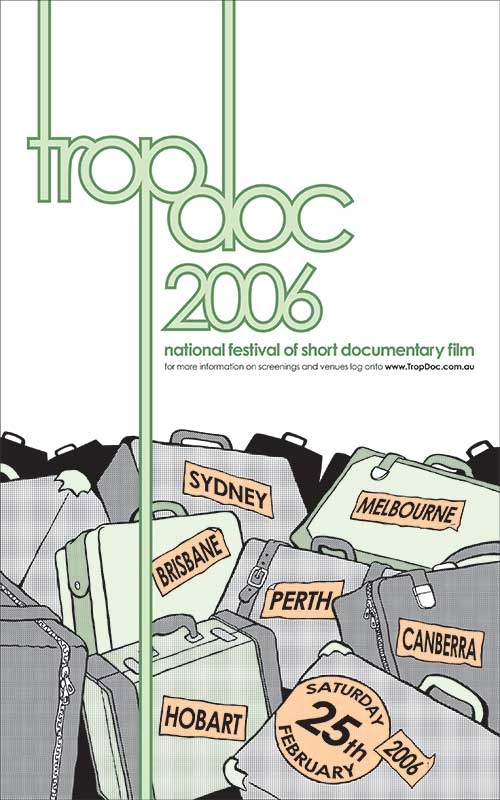 trop
doc
2006
national festival of short documentary film
for more information on screenings and venues log onto www.TropDoc.com.au
SYDNEY
MELBOURNE
BRISBANE
PERTH
CANBERRA
HOBART
SATURDAY
25th
FEBRUARY
2006